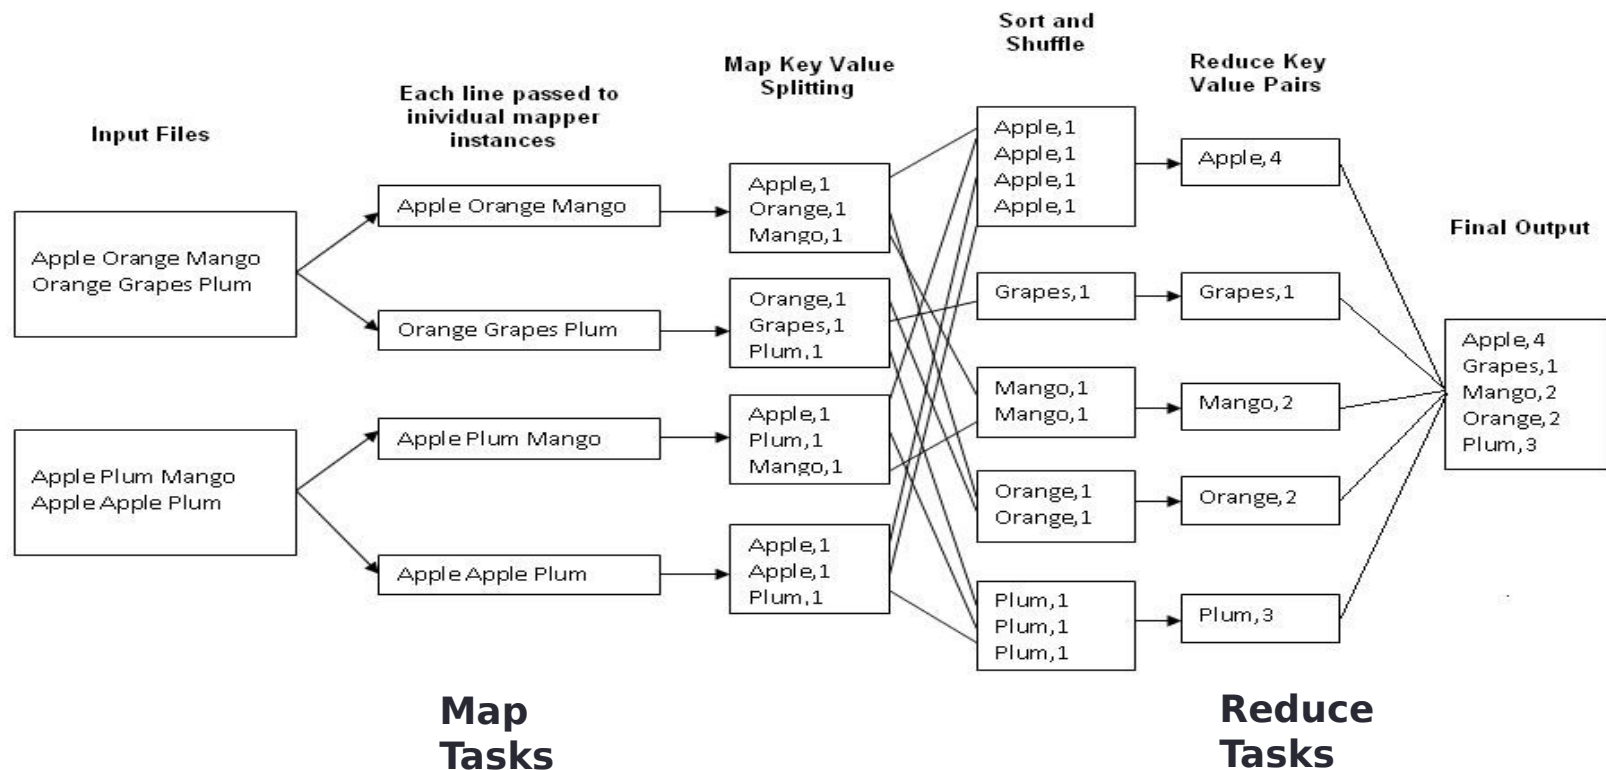 Input Files
Apple Orange Mango
Orange Grapes Plum
Apple Plum Mango
Apple Apple Plum
Each line passed to
inividual mapper
instances
Apple Orange Mango
Orange Grapes Plum
Apple Plum Mango
Apple Apple Plum
Map Key Value
Splitting
Apple,1
Orange,1
Mango,1
Orange,1
Grapes,1
Plum,1
Apple,1
Plum,1
Mango,1
Apple,1
Apple,1
Plum,1
Sort and
Shuffle
Apple,1
Apple,1
Apple,1
Apple,1
Grapes,1
Mango,1
Mango,1
Orange,1
Orange,1
Plum,1
Plum,1
Plum,1
Reduce Key
Value Pairs
Apple,4
Grapes,1
Mango,2
Orange,2
Plum,3
Final Output
Apple,4
Grapes,1
Mango,2
Orange,2
Plum,3
Map
Tasks
Reduce
Tasks